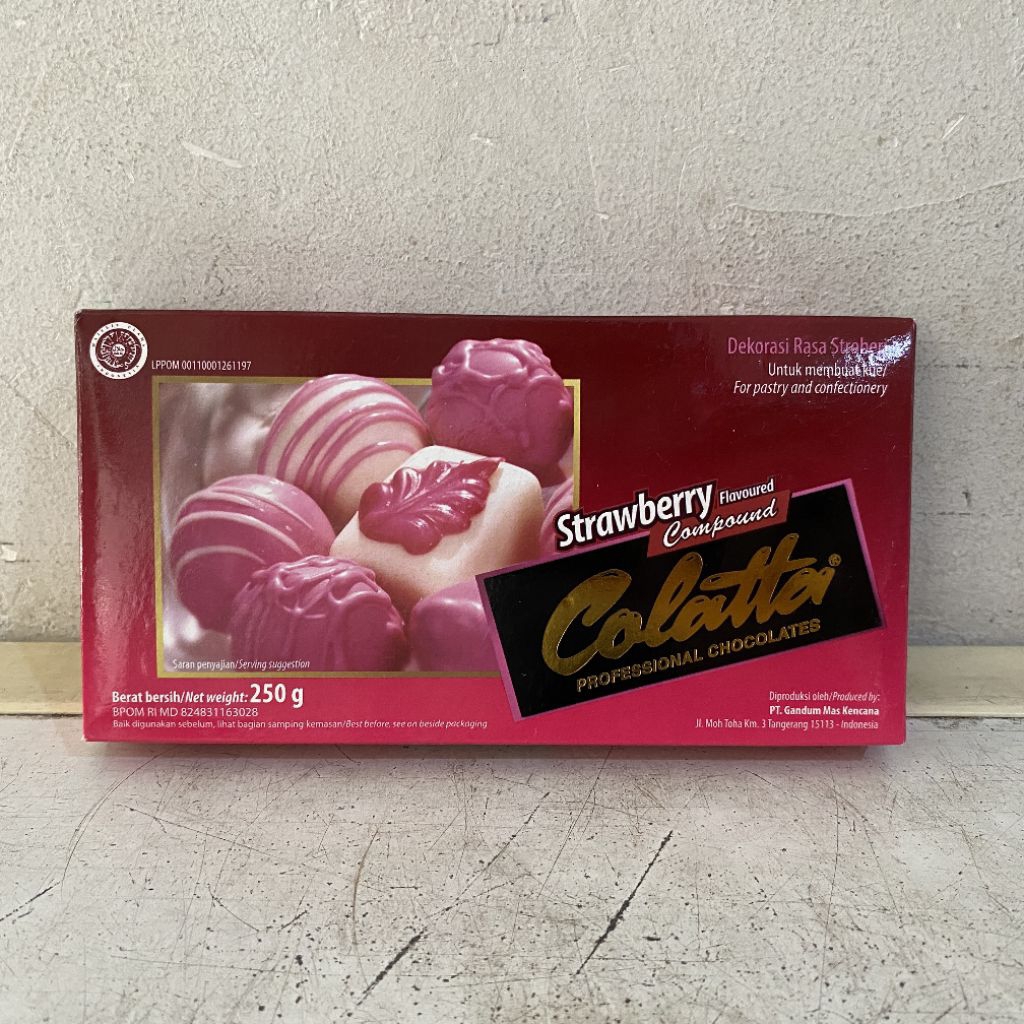 LPPOM 00110001261197
Dekorasi Rasa Stroberi
Untuk membuat kue/
For pastry and confectionery
Strawberry Flavoured
Compound
Colatta®
PROFESSIONAL CHOCOLATES
Saran penyajian/Serving suggestion
Berat bersih/Net weight: 250 g
BPOM RI MD 824831163028
Baik digunakan sebelum, lihat bagian samping kemasan/Best before, see on beside packaging
Diproduksi oleh/Produced by:
PT. Gandum Mas Kencana
Jl. Moh Toha Km. 3 Tangerang 15113 - Indonesia